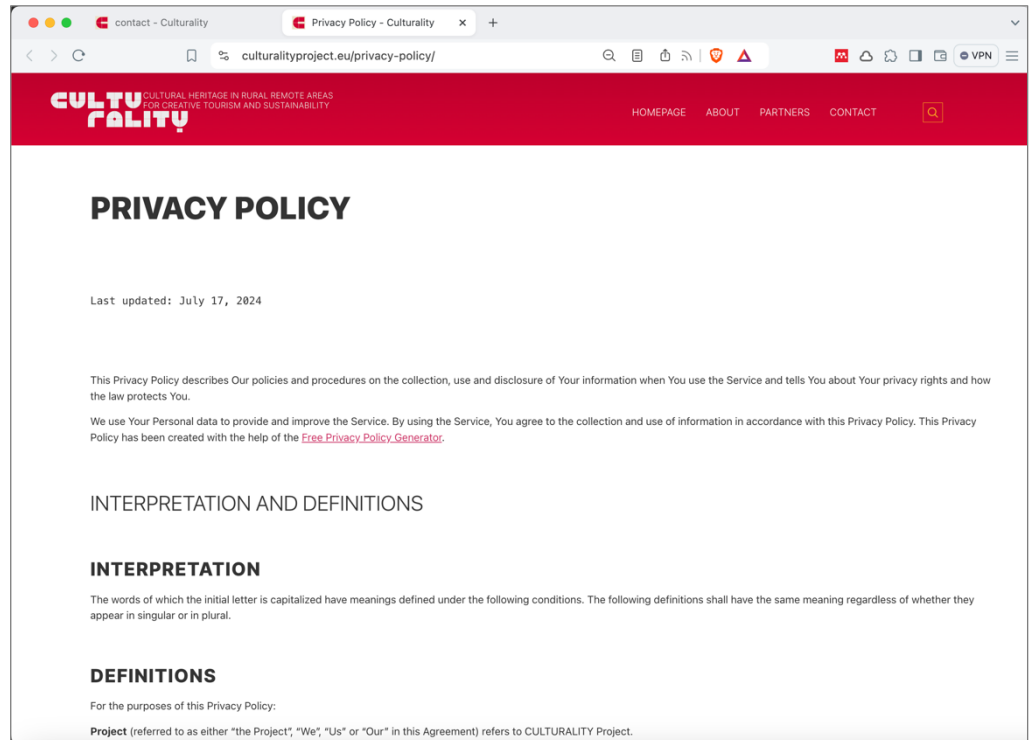 contact - Culturality
Privacy Policy - Culturality
culturalityproject.eu/privacy-policy/
VPN
CULTURALITY
CULTURAL HERITAGE IN RURAL REMOTE AREAS
FOR CREATIVE TOURISM AND SUSTAINABILITY
HOMEPAGE ABOUT PARTNERS CONTACT
PRIVACY POLICY
Last updated: July 17, 2024
This Privacy Policy describes Our policies and procedures on the collection, use and disclosure of Your information when You use the Service and tells You about Your privacy rights and how
the law protects You.
We use Your Personal data to provide and improve the Service. By using the Service, You agree to the collection and use of information in accordance with this Privacy Policy. This Privacy
Policy has been created with the help of the Free Privacy Policy Generator.
INTERPRETATION AND DEFINITIONS
INTERPRETATION
The words of which the initial letter is capitalized have meanings defined under the following conditions. The following definitions shall have the same meaning regardless of whether they
appear in singular or in plural.
DEFINITIONS
For the purposes of this Privacy Policy:
Project (referred to as either “the Project”, “We”, “Us” or “Our” in this Agreement) refers to CULTURALITY Project.